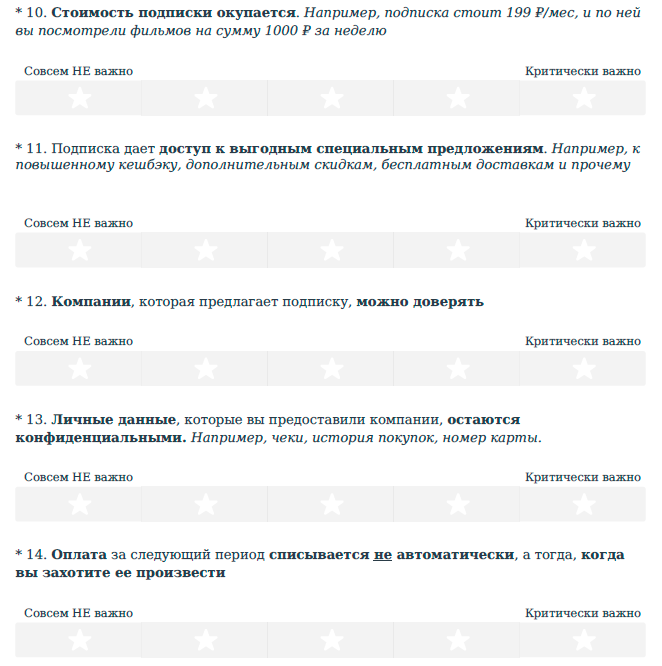 * 10. Стоимость подписки окупается. Например, подписка стоит 199 ₽/мес, и по ней
вы посмотрели фильмов на сумму 1000 ₽ за неделю
Совсем НЕ важно Критически важно
* 11. Подписка дает доступ к выгодным специальным предложениям. Например, к
повышенному кешбэку, дополнительным скидкам, бесплатным доставкам и прочему
Совсем НЕ важно Критически важно
* 12. Компании, которая предлагает подписку, можно доверять
Совсем НЕ важно Критически важно
* 13. Личные данные, которые вы предоставили компании, остаются
конфиденциальными. Например, чеки, история покупок, номер карты.
Совсем НЕ важно Критически важно
* 14. Оплата за следующий период списывается не автоматически, а тогда, когда
вы захотите ее произвести
Совсем НЕ важно Критически важно